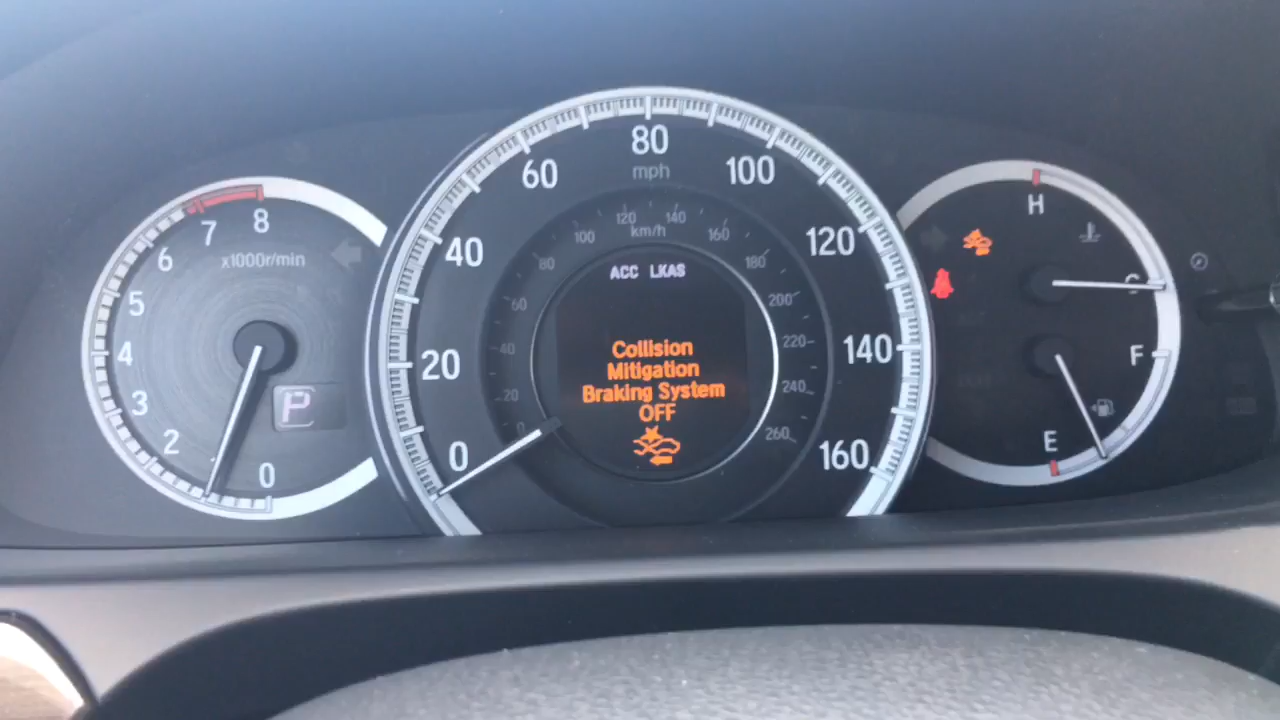 80
60
100
mph
120
140
km/h
100
160
H
8
7
x1000r/min
6
40
80
180
120
ACC LKAS
5
60
200
C
4
20
40
Collision
Mitigation
Braking System
OFF
220
140
F
3
P
20
240
2
0
0
0
260
160
E